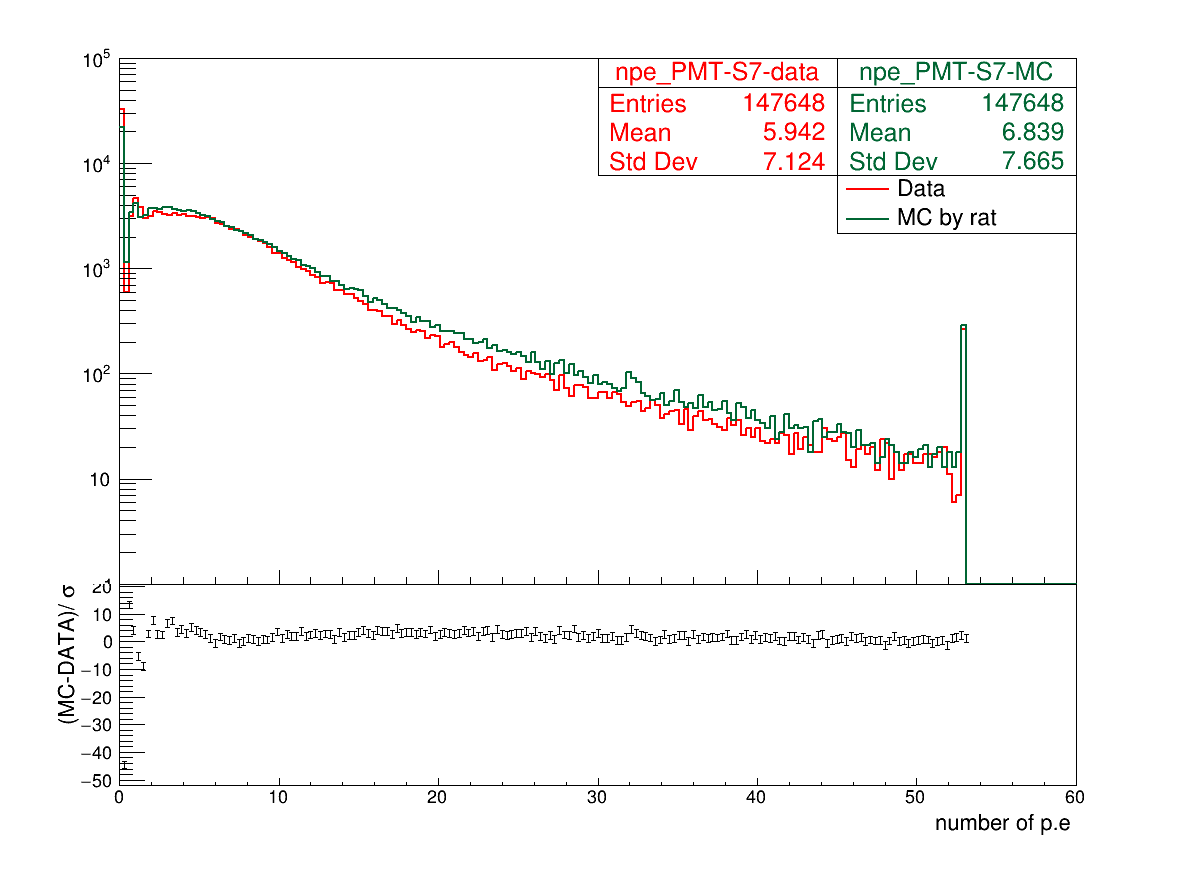 npe_PMT-S7-data
Entries 147648
Mean 5.942
Std Dev 7.124
npe_PMT-S7-MC
Entries 147648
Mean 6.839
Std Dev 7.665
Data
MC by rat
10^5
10^4
10^3
10^2
10
(MC-DATA)/ σ
20
10
0
−10
−20
−30
−40
−50
0 10 20 30 40 50 60
number of p.e